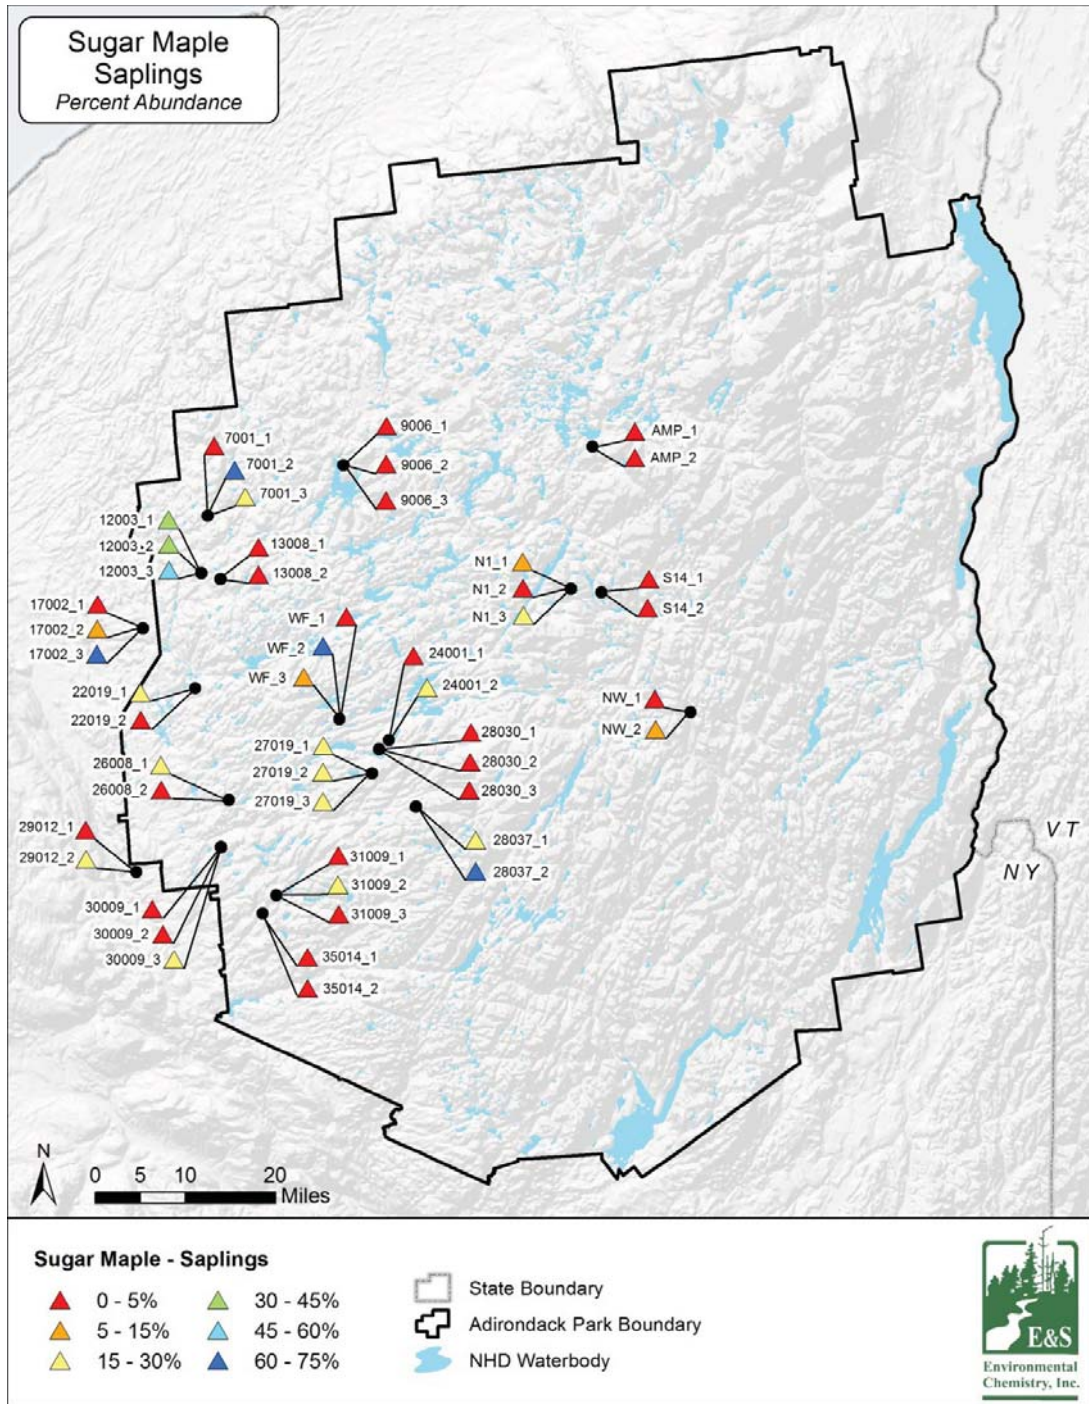 Sugar Maple
Saplings
Percent Abundance
9006_1
9006_2
9006_3
AMP_1
AMP_2
7001_1
7001_2
7001_3
12003_1
12003_2
12003_3
13008_1
13008_2
N1_1
N1_2
N1_3
S14_1
S14_2
17002_1
17002_2
17002_3
WF_1
WF_2
WF_3
24001_1
24001_2
22019_1
22019_2
NW_1
NW_2
27019_1
27019_2
27019_3
28030_1
28030_2
28030_3
26008_1
26008_2
28037_1
28037_2
29012_1
29012_2
31009_1
31009_2
31009_3
30009_1
30009_2
30009_3
35014_1
35014_2
VT
NY
N
0 5 10 20
Miles
Sugar Maple - Saplings
0 - 5%
5 - 15%
15 - 30%
30 - 45%
45 - 60%
60 - 75%
State Boundary
Adirondack Park Boundary
NHD Waterbody
E&S
Environmental
Chemistry, Inc.